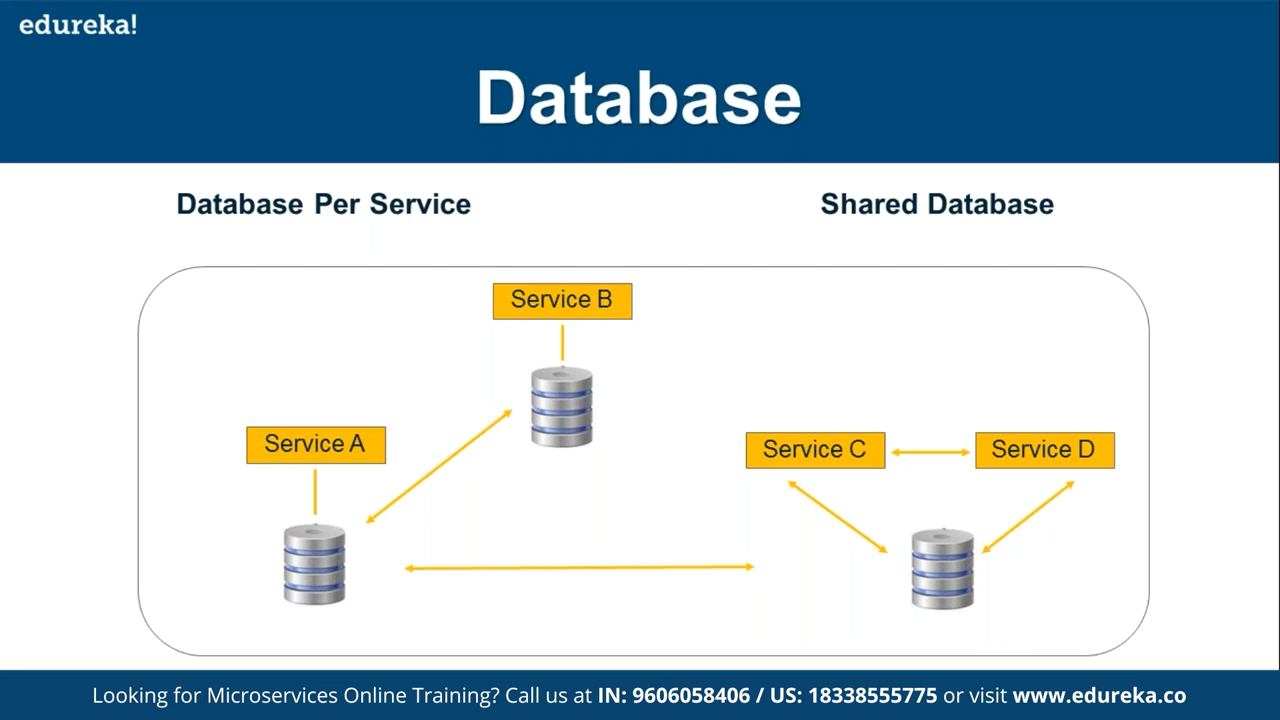 edureka!
Database
Database Per Service
Shared Database
Service B
Service A
Service C
Service D
Looking for Microservices Online Training? Call us at IN: 9606058406 / US: 18338555775 or visit www.edureka.co